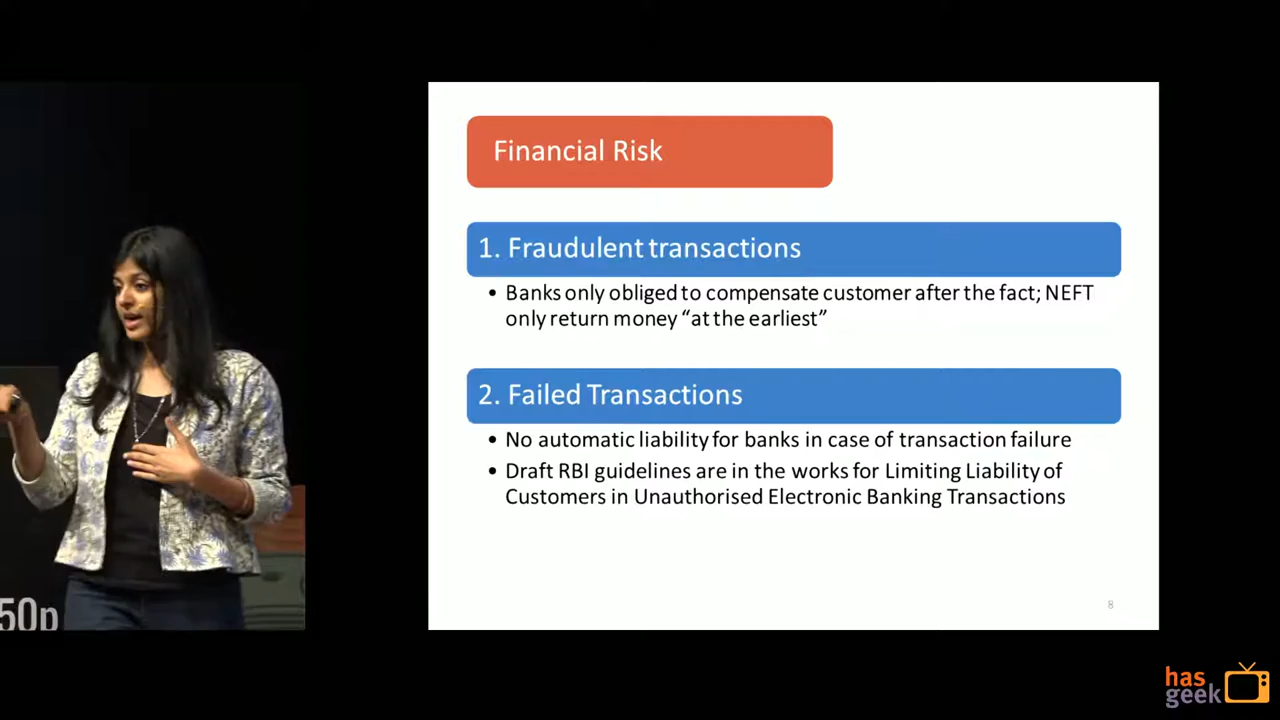 Financial Risk
1. Fraudulent transactions
• Banks only obliged to compensate customer after the fact; NEFT
only return money “at the earliest”
2. Failed Transactions
• No automatic liability for banks in case of transaction failure
• Draft RBI guidelines are in the works for Limiting Liability of
Customers in Unauthorised Electronic Banking Transactions
8
50p
has
geek